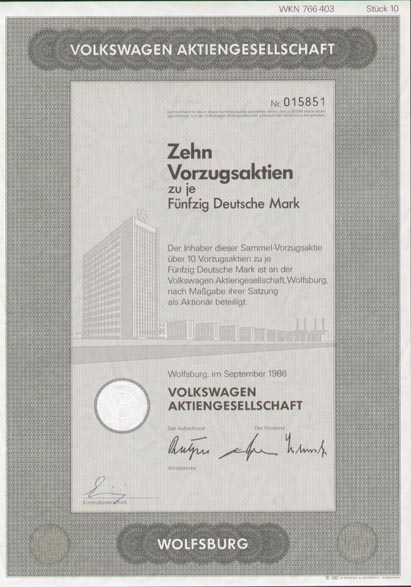 WKN 766 403 Stück 10
VOLKSWAGEN AKTIENGESELLSCHAFT
Nr. 015851
Zehn
Vorzugsaktien
zu je
Fünfzig Deutsche Mark
Der Inhaber dieser Sammel-Vorzugsaktie
über 10 Vorzugsaktien zu je
Fünfzig Deutsche Mark ist an der
Volkswagen Aktiengesellschaft, Wolfsburg,
nach Maßgabe ihrer Satzung
als Aktionär beteiligt.
Wolfsburg, im September 1986
VOLKSWAGEN
AKTIENGESELLSCHAFT
Der Aufsichtsrat Der Vorstand
Vorsitzender
Kontrollunterschrift
WOLFSBURG